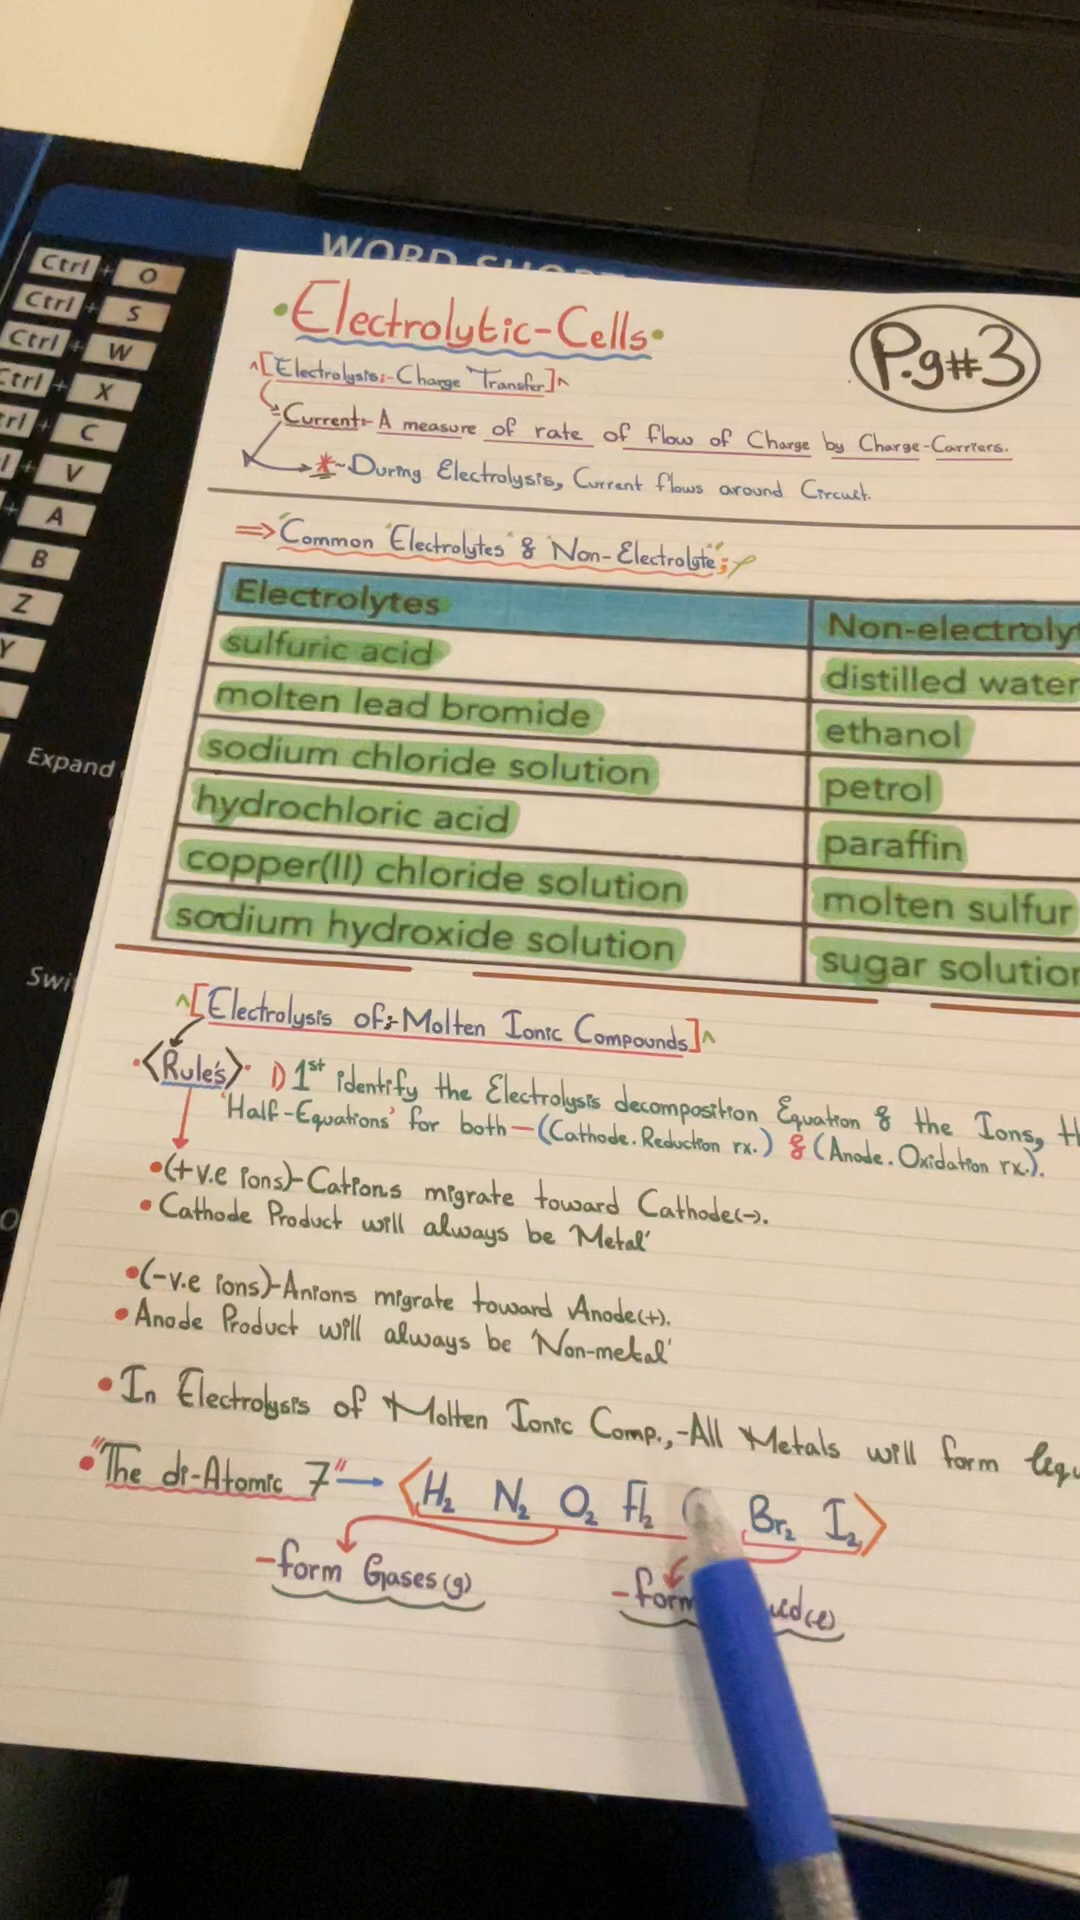 Ctrl + O
Ctrl + S
Ctrl + W
Ctrl + X
C
V
A
B
Z
Y
Expand
WORD
•Electrolytic-Cells•
P.g#3
^[Electrolysis:-Charge Transfer]^
Current:- A measure of rate of flow of Charge by Charge-Carriers.
*~During Electrolysis, Current flows around Circuit.
⇒ Common "Electrolytes" & "Non-Electrolyte";
Electrolytes
sulfuric acid
distilled water
molten lead bromide
ethanol
sodium chloride solution
petrol
hydrochloric acid
paraffin
copper(II) chloride solution
molten sulfur
sodium hydroxide solution
sugar
^[Electrolysis of:-Molten Ionic Compounds]^
•<Rule's>• 1) 1st identify the Electrolysis decomposition Equation & the Ions,
'Half-Equations' for both—(Cathode.Reduction rx.) & (Anode.Oxidation rx.).
•(+v.e ions)-Cations migrate toward Cathode(-).
• Cathode Product will always be 'Metal'
•(-v.e ions)-Anions migrate toward Anode(+).
• Anode Product will always be 'Non-metal'
• In Electrolysis of Molten Ionic Comp.,-All Metals will form
•"The di-Atomic 7"→ <H₂ N₂ O₂ Fl₂ Br₂ I₂>
-form Gases(g)
-form